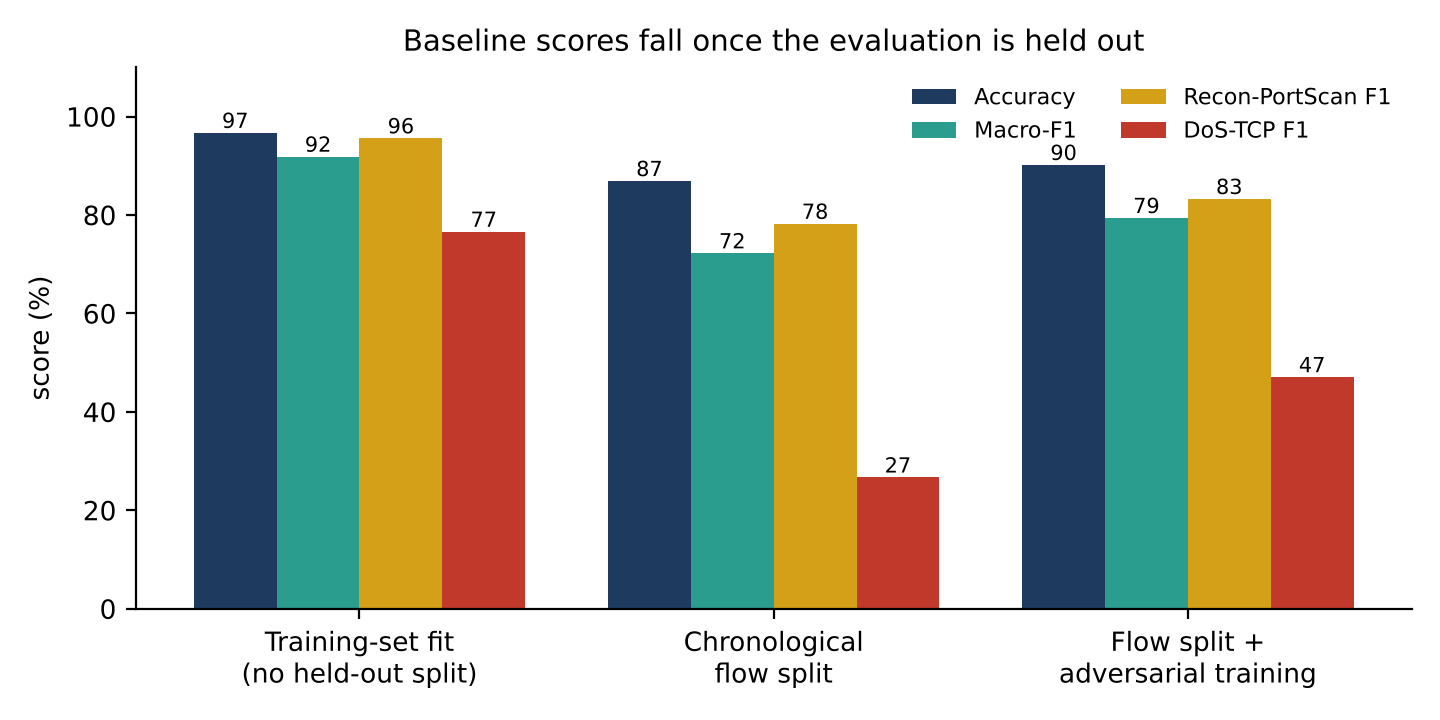 Baseline scores fall once the evaluation is held out
Accuracy
Macro-F1
Recon-PortScan F1
DoS-TCP F1
score (%)
100
80
60
40
20
0
97
92
96
77
87
72
78
27
90
79
83
47
Training-set fit
(no held-out split)
Chronological
flow split
Flow split +
adversarial training